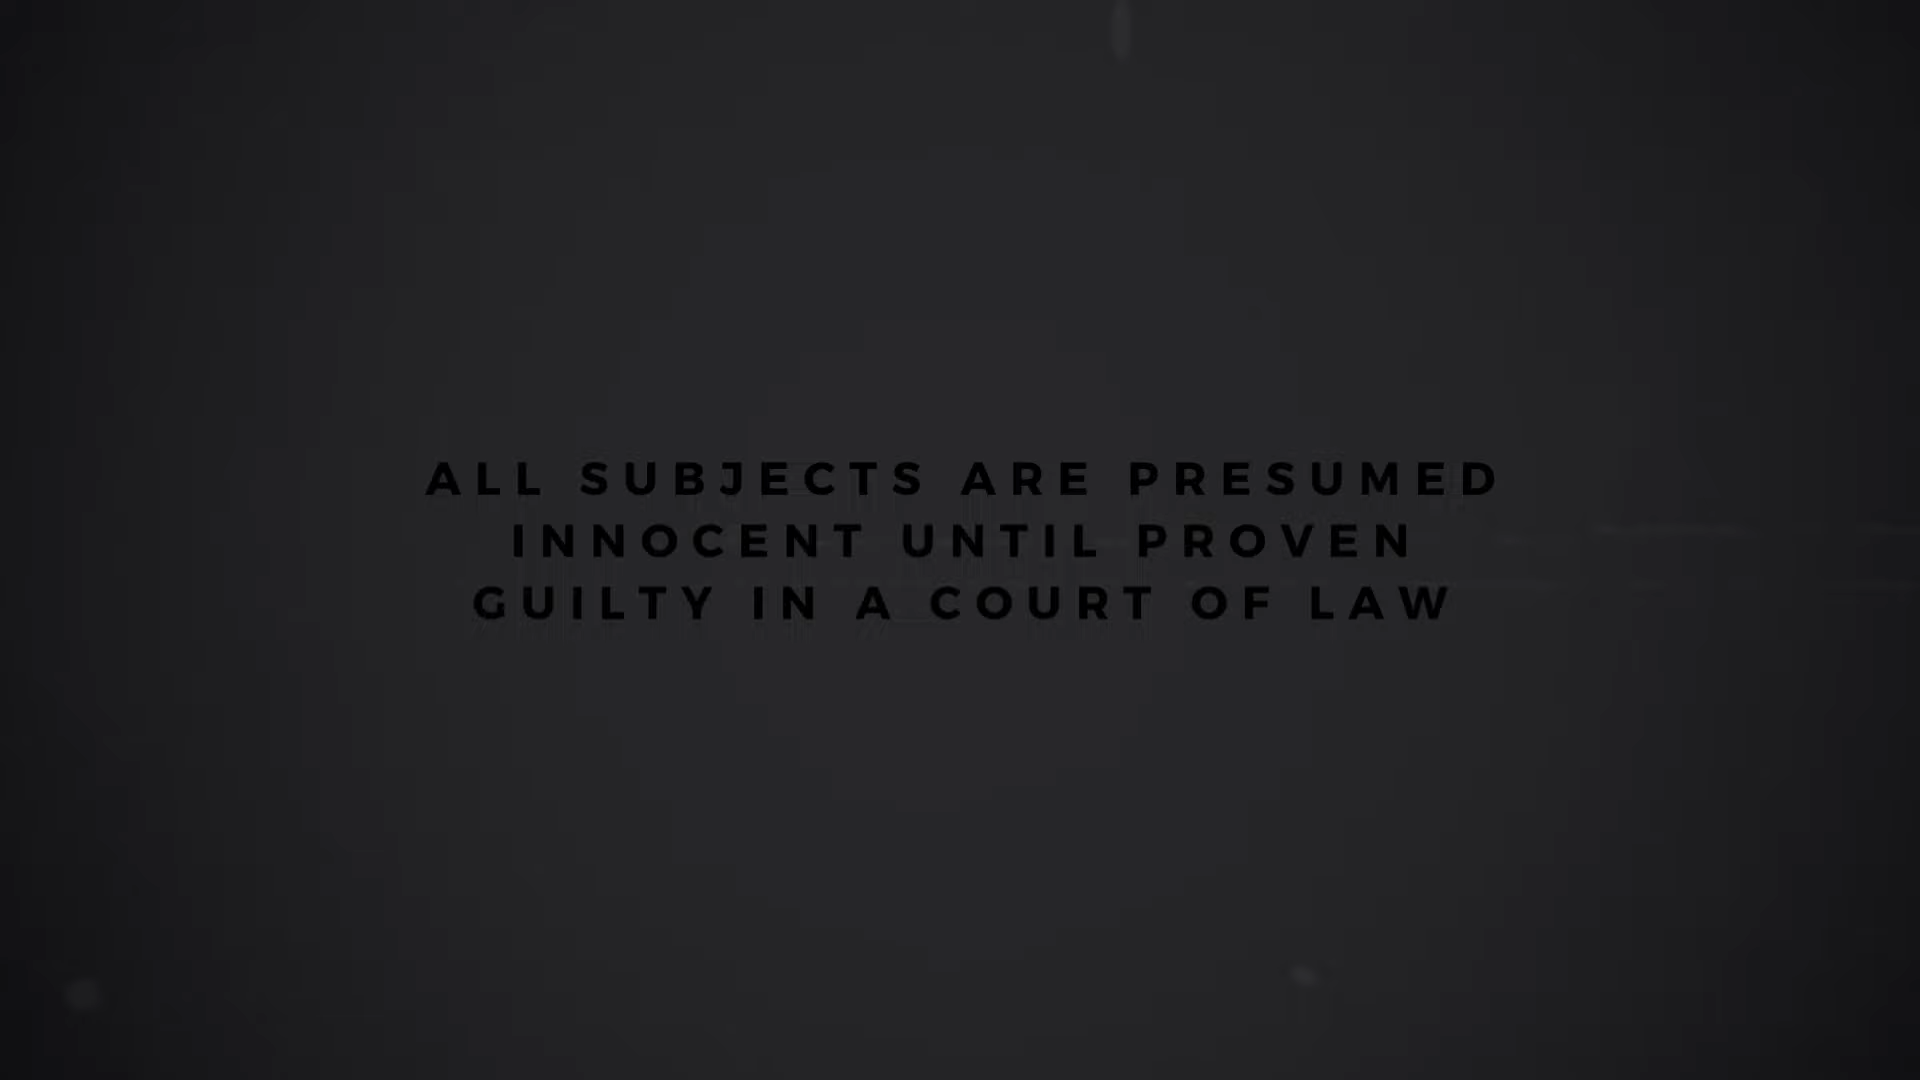 ALL SUBJECTS ARE PRESUMED
INNOCENT UNTIL PROVEN
GUILTY IN A COURT OF LAW